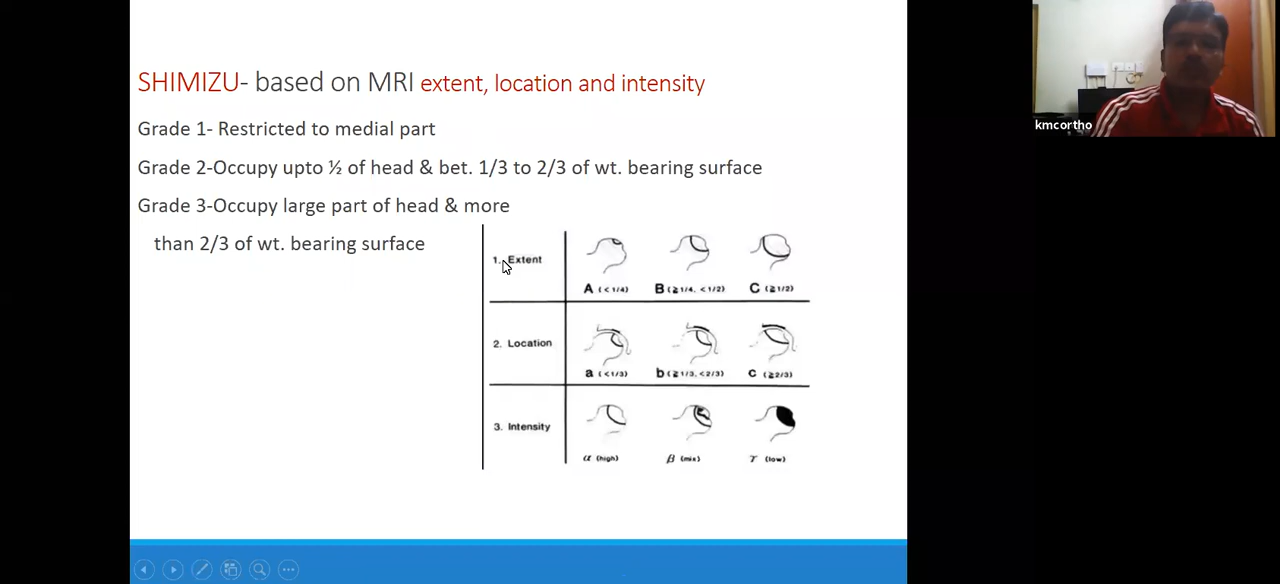 SHIMIZU- based on MRI extent, location and intensity
Grade 1- Restricted to medial part
Grade 2-Occupy upto ½ of head & bet. 1/3 to 2/3 of wt. bearing surface
Grade 3-Occupy large part of head & more
than 2/3 of wt. bearing surface
1. Extent
A (<1/4) B (≧1/4, <1/2) C (≧1/2)
2. Location
a (<1/3) b (≧1/3, <2/3) c (≧2/3)
3. Intensity
α (high) β (mix) γ (low)
kmcortho